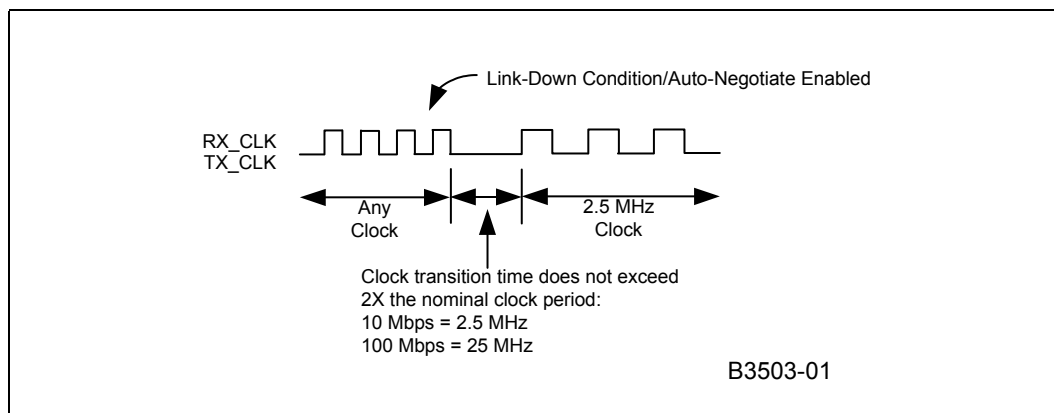 Link-Down Condition/Auto-Negotiate Enabled
RX_CLK
TX_CLK
Any
Clock
2.5 MHz
Clock
Clock transition time does not exceed
2X the nominal clock period:
10 Mbps = 2.5 MHz
100 Mbps = 25 MHz
B3503-01